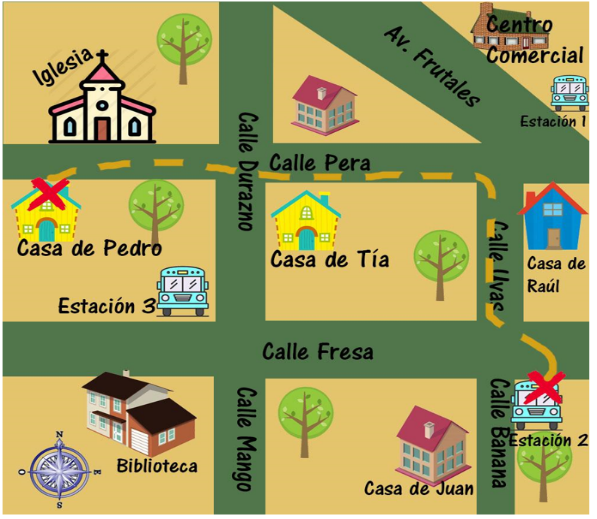 Iglesia
Av. Frutales
Centro
Comercial
Estación 1
Calle Durazno
Calle Pera
Casa de Pedro
Casa de Tía
Calle Uvas
Casa de
Raúl
Estación 3
Calle Fresa
Biblioteca
Calle Mango
Casa de Juan
Calle Banana
Estación 2
N
E
S
O